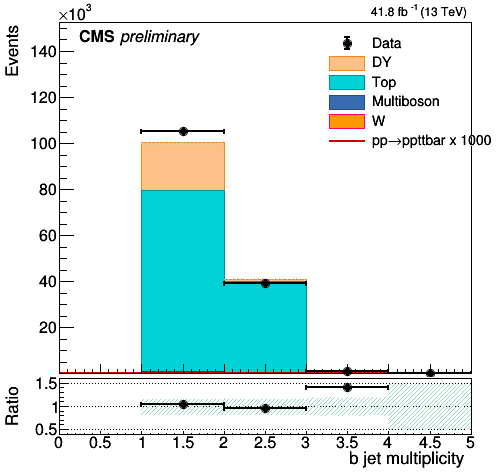 ×10³
41.8 fb⁻¹ (13 TeV)
CMS preliminary
Events
140
120
100
80
60
40
20
Data
DY
Top
Multiboson
W
pp→ppttbar x 1000
Ratio
1.5
1
0.5
0 0.5 1 1.5 2 2.5 3 3.5 4 4.5 5
b jet multiplicity